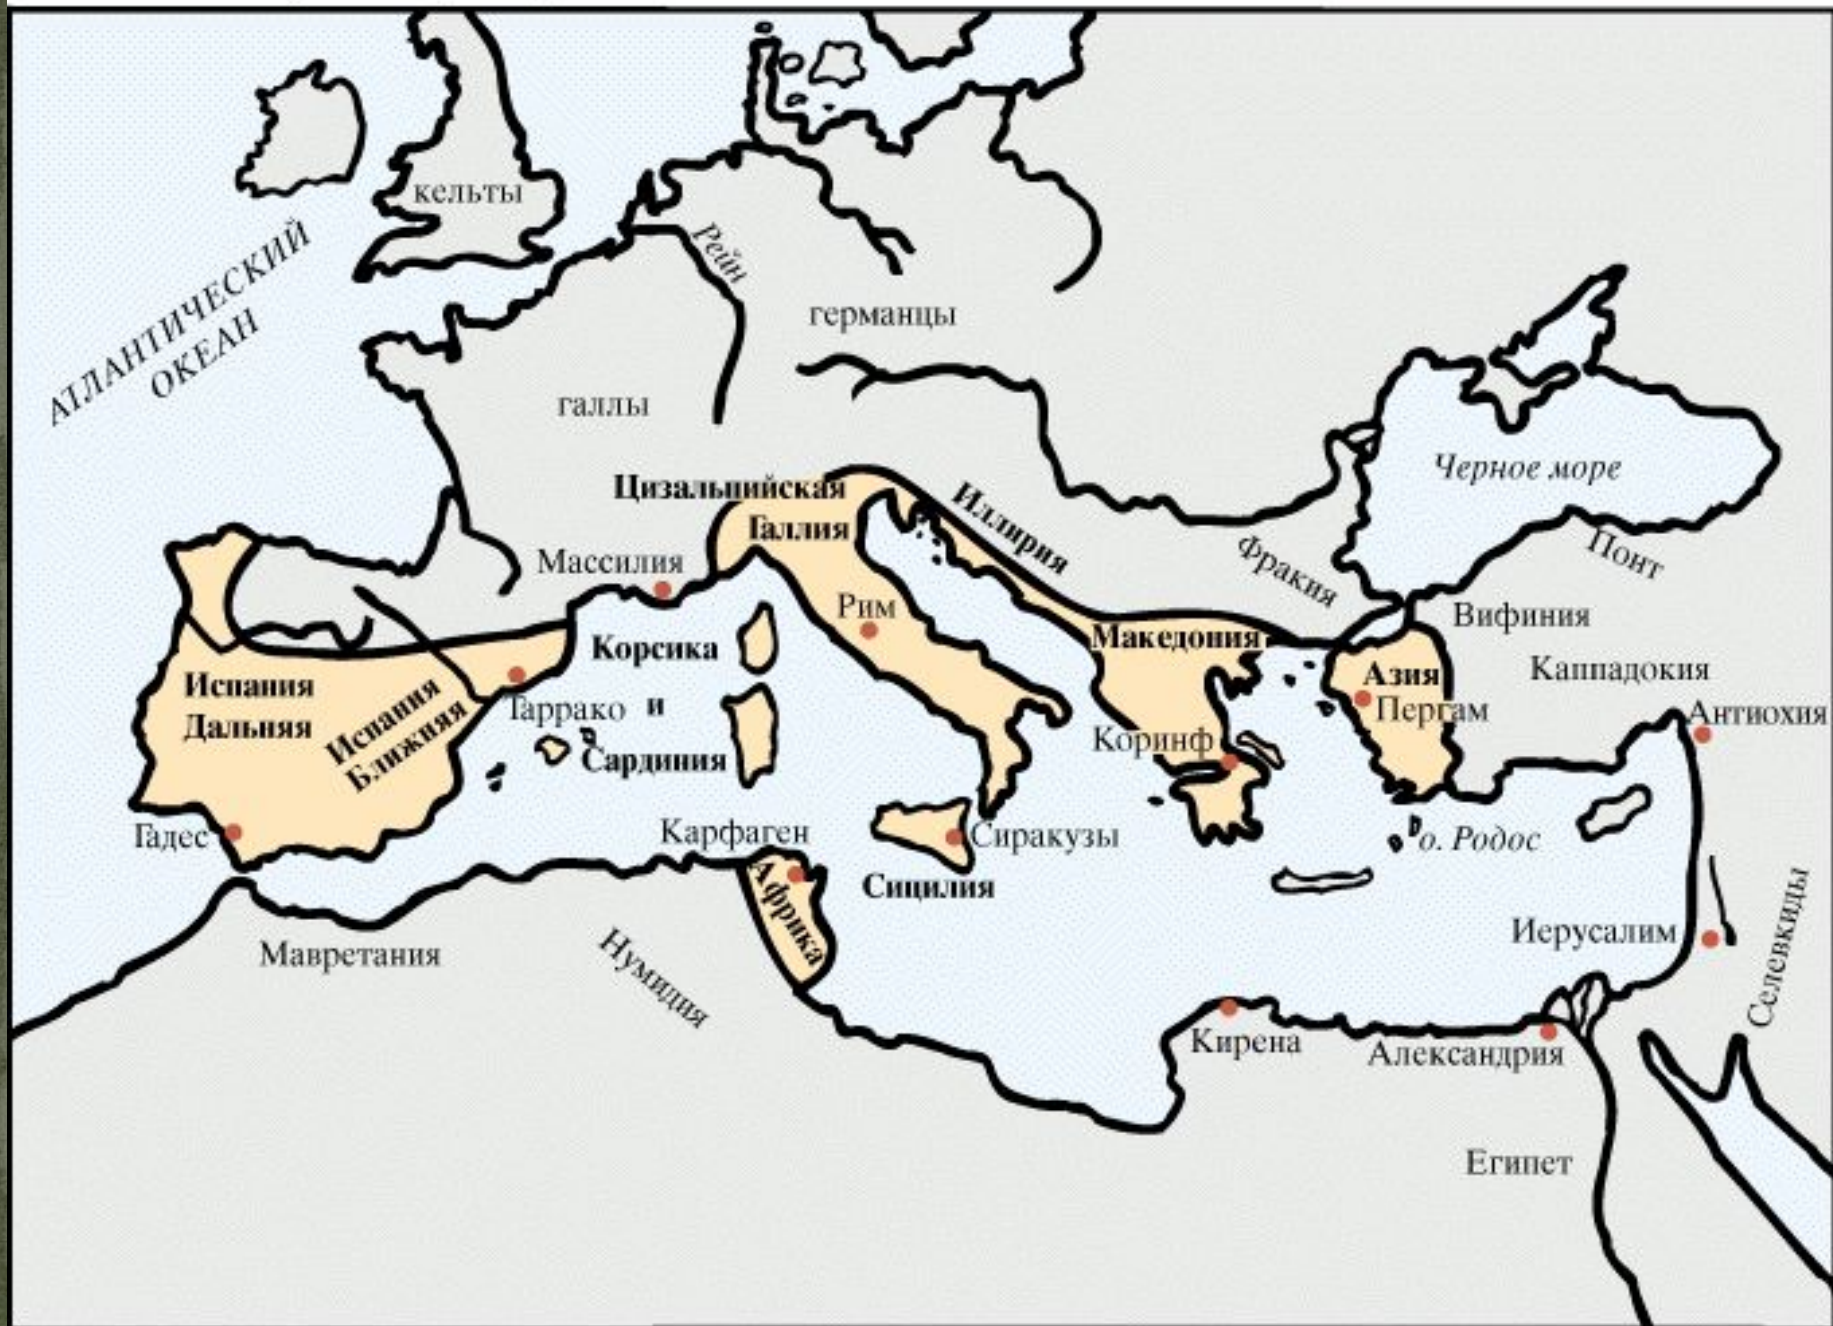 кельты
АТЛАНТИЧЕСКИЙ
ОКЕАН
Рейн
германцы
галлы
Черное море
Цизальпийская
Галлия
Иллирия
Массилия
Фракия
Понт
Рим
Вифиния
Корсика
и
Сардиния
Македония
Каппадокия
Испания
Дальняя
Испания
Ближняя
Таррако
Азия
Пергам
Антиохия
Коринф
Гадес
Карфаген
Сиракузы
о. Родос
Африка
Сицилия
Иерусалим
Селевкиды
Мавретания
Нумидия
Кирена
Александрия
Египет